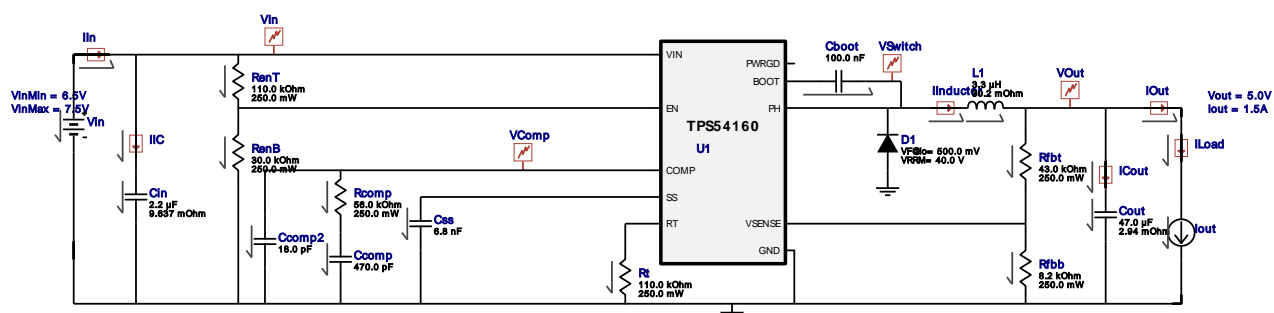 Vin
IIn
VIN
PWRGD
Cboot
100.0 nF
VSwitch
BOOT
L1
3.3 µH
VOut
RenT
110.0 kOhm
250.0 mW
VinMin = 6.5V
VinMax = 7.5V
Vin
IInductor
IOut
Vout = 5.0V
Iout = 1.5A
EN
PH
TPS54160
U1
IIC
VComp
D1
VRRM= 40.0 V
ILoad
RenB
30.0 kOhm
250.0 mW
Rfbt
43.0 kOhm
250.0 mW
COMP
ICout
Cin
2.2 µF
9.637 mOhm
Rcomp
56.0 kOhm
250.0 mW
SS
Css
6.8 nF
RT
VSENSE
Cout
47.0 µF
2.94 mOhm
Iout
Ccomp2
18.0 pF
Ccomp
470.0 pF
GND
Rt
110.0 kOhm
250.0 mW
Rfbb
8.2 kOhm
250.0 mW